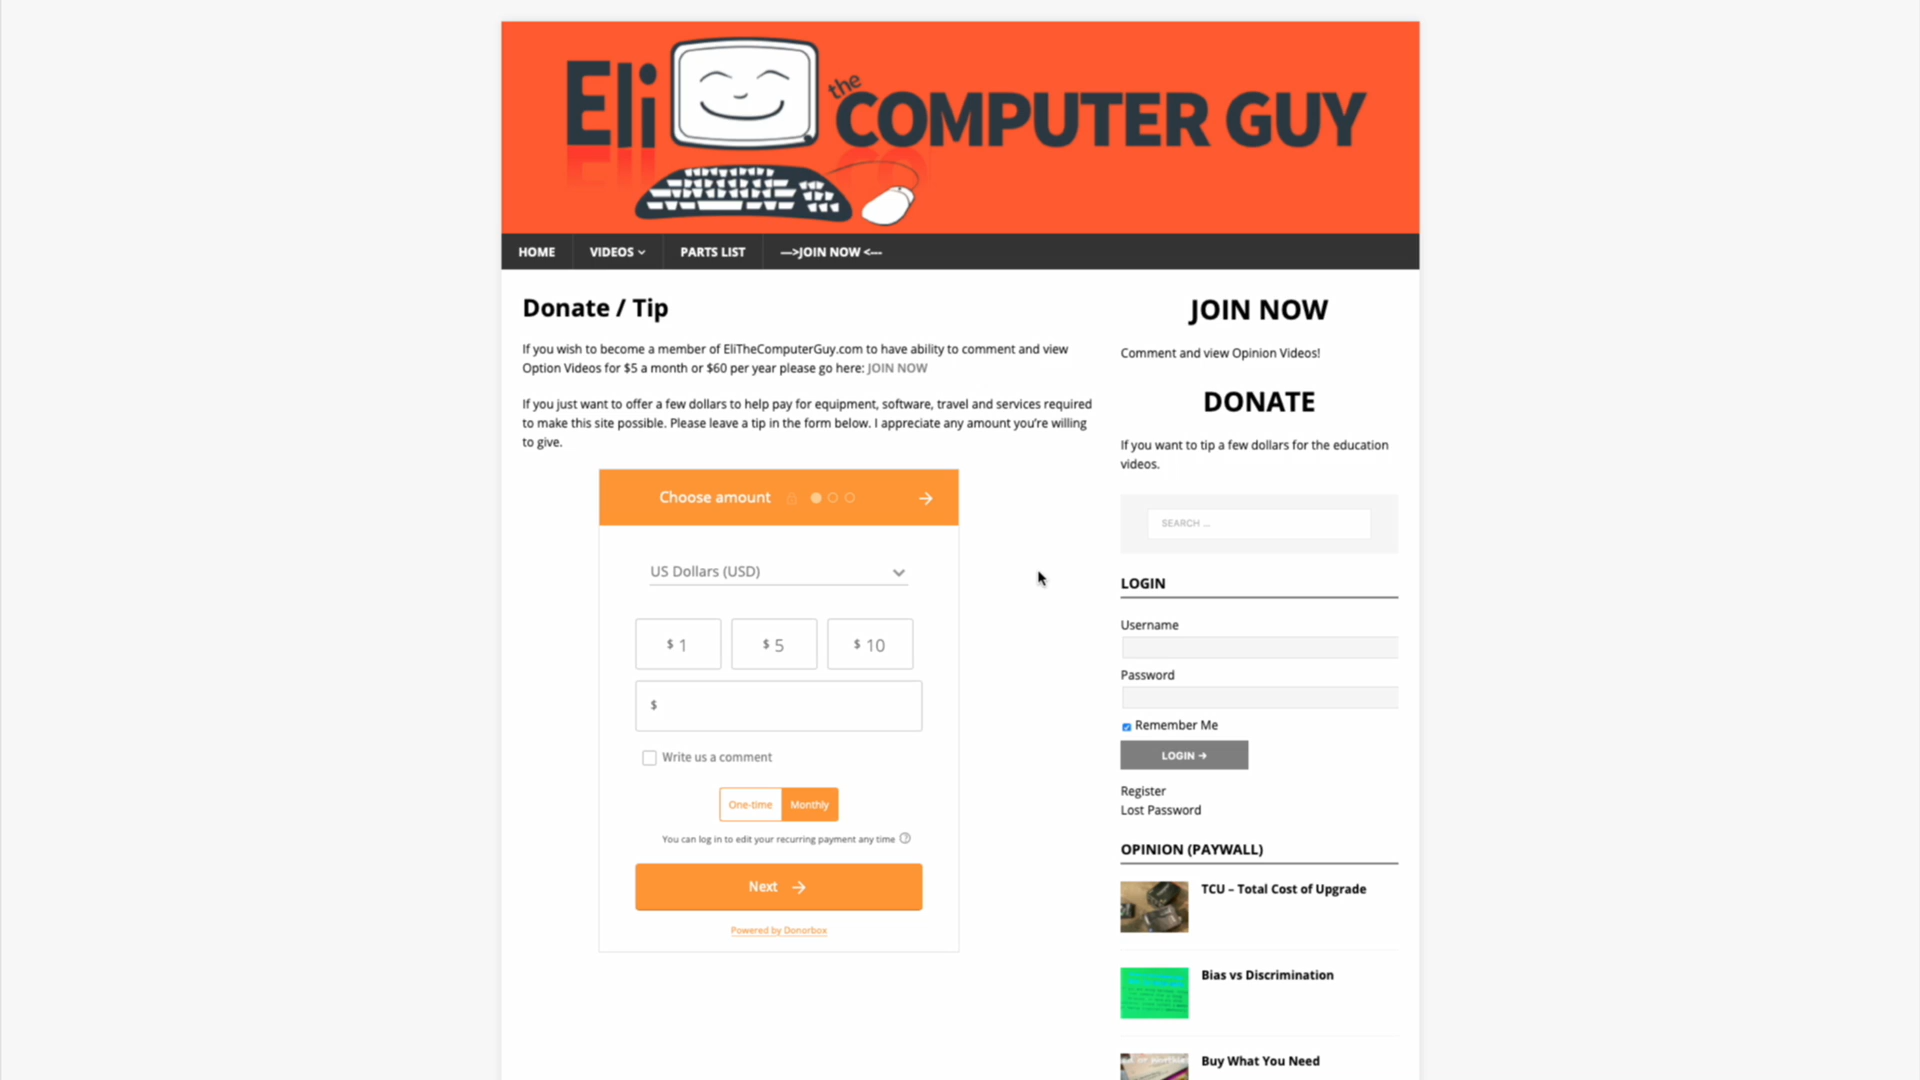 Eli the COMPUTER GUY
HOME VIDEOS PARTS LIST --->JOIN NOW <---
Donate / Tip
If you wish to become a member of EliTheComputerGuy.com to have ability to comment and view
Option Videos for $5 a month or $60 per year please go here: JOIN NOW
If you just want to offer a few dollars to help pay for equipment, software, travel and services required
to make this site possible. Please leave a tip in the form below. I appreciate any amount you’re willing
to give.
Choose amount
US Dollars (USD)
$ 1 $ 5 $ 10
$
Write us a comment
One-time Monthly
You can log in to edit your recurring payment any time ?
Next
Powered by Donorbox
JOIN NOW
Comment and view Opinion Videos!
DONATE
If you want to tip a few dollars for the education
videos.
SEARCH ...
LOGIN
Username
Password
Remember Me
LOGIN →
Register
Lost Password
OPINION (PAYWALL)
TCU – Total Cost of Upgrade
Bias vs Discrimination
Buy What You Need